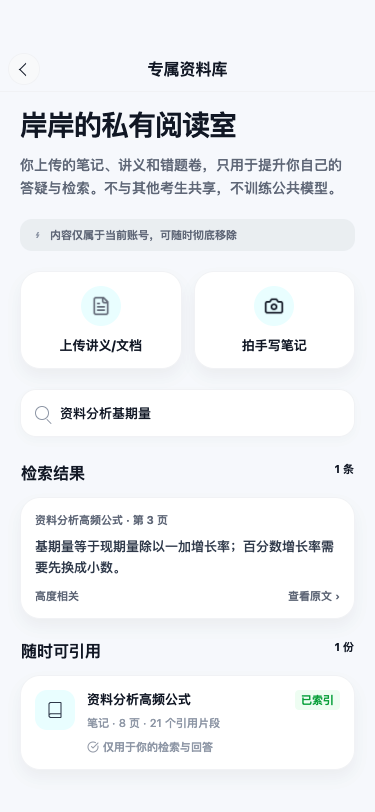 专属资料库
岸岸的私有阅读室
你上传的笔记、讲义和错题卷，只用于提升你自己的
答疑与检索。不与其他考生共享，不训练公共模型。
内容仅属于当前账号，可随时彻底移除
上传讲义/文档
拍手写笔记
资料分析基期量
检索结果
1 条
资料分析高频公式 · 第 3 页
基期量等于现期量除以一加增长率；百分数增长率需
要先换成小数。
高度相关
查看原文 ›
随时可引用
1 份
资料分析高频公式
已索引
笔记 · 8 页 · 21 个引用片段
仅用于你的检索与回答